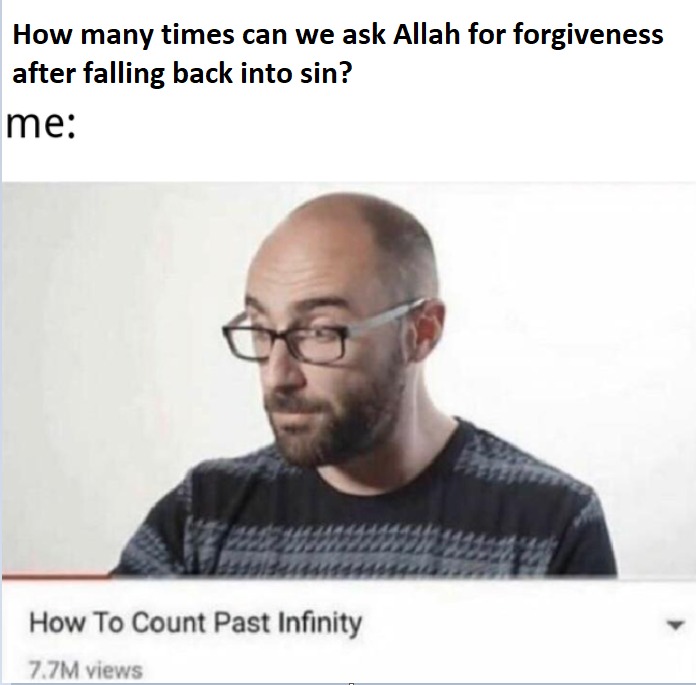 How many times can we ask Allah for forgiveness
after falling back into sin?
me:
How To Count Past Infinity
7.7M views